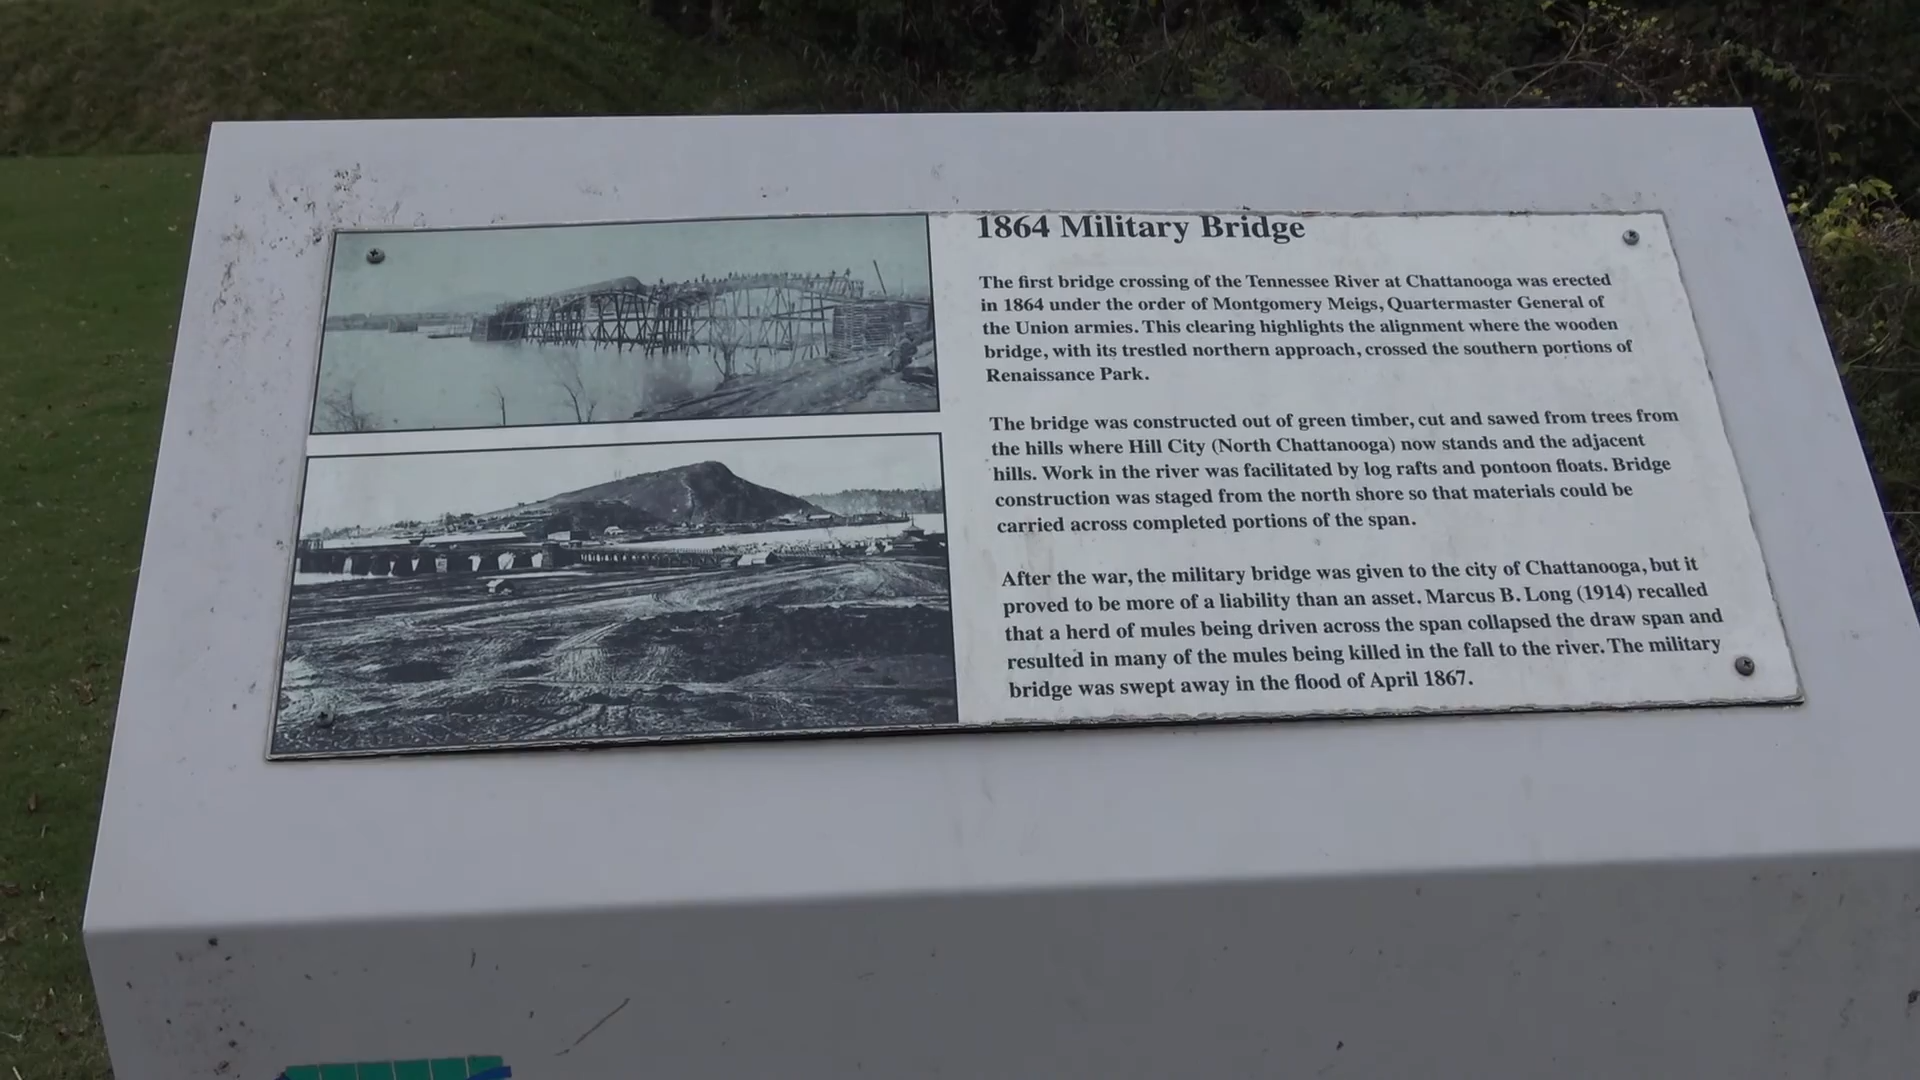 1864 Military Bridge
The first bridge crossing of the Tennessee River at Chattanooga was erected
in 1864 under the order of Montgomery Meigs, Quartermaster General of
the Union armies. This clearing highlights the alignment where the wooden
bridge, with its trestled northern approach, crossed the southern portions of
Renaissance Park.
The bridge was constructed out of green timber, cut and sawed from trees from
the hills where Hill City (North Chattanooga) now stands and the adjacent
hills. Work in the river was facilitated by log rafts and pontoon floats. Bridge
construction was staged from the north shore so that materials could be
carried across completed portions of the span.
After the war, the military bridge was given to the city of Chattanooga, but it
proved to be more of a liability than an asset. Marcus B. Long (1914) recalled
that a herd of mules being driven across the span collapsed the draw span and
resulted in many of the mules being killed in the fall to the river. The military
bridge was swept away in the flood of April 1867.